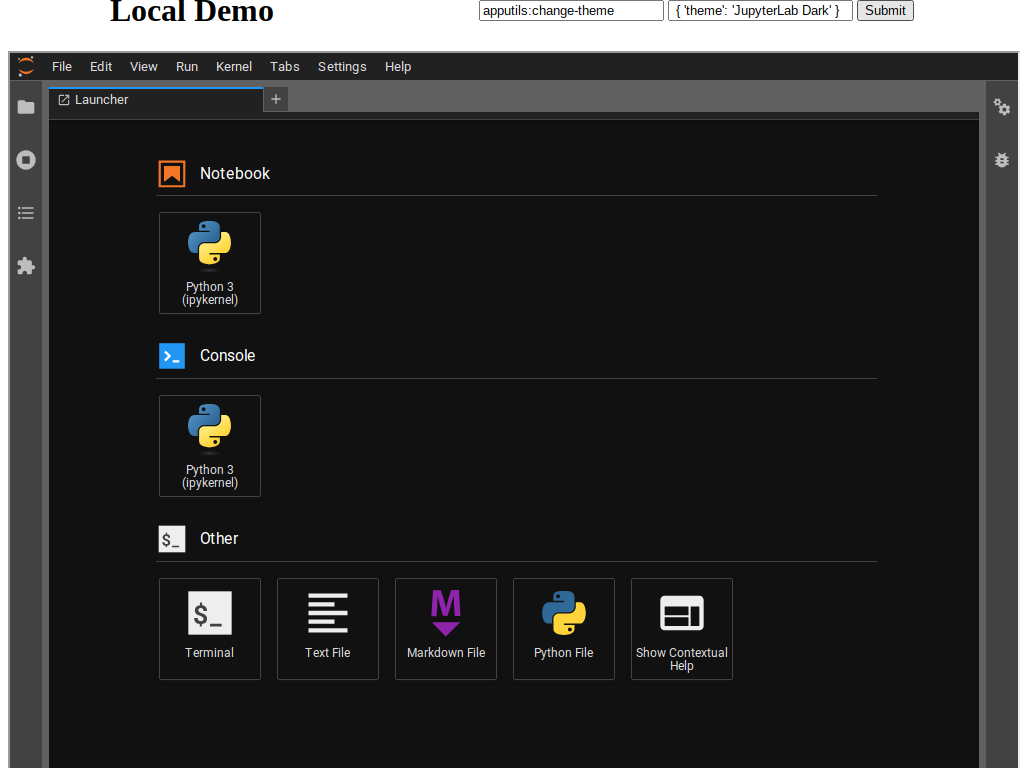 Local Demo
apputils:change-theme
{ 'theme': 'JupyterLab Dark' }
Submit
File Edit View Run Kernel Tabs Settings Help
Launcher
+
Notebook
Python 3
(ipykernel)
Console
Python 3
(ipykernel)
$_ Other
$_
M
Terminal
Text File
Markdown File
Python File
Show Contextual
Help